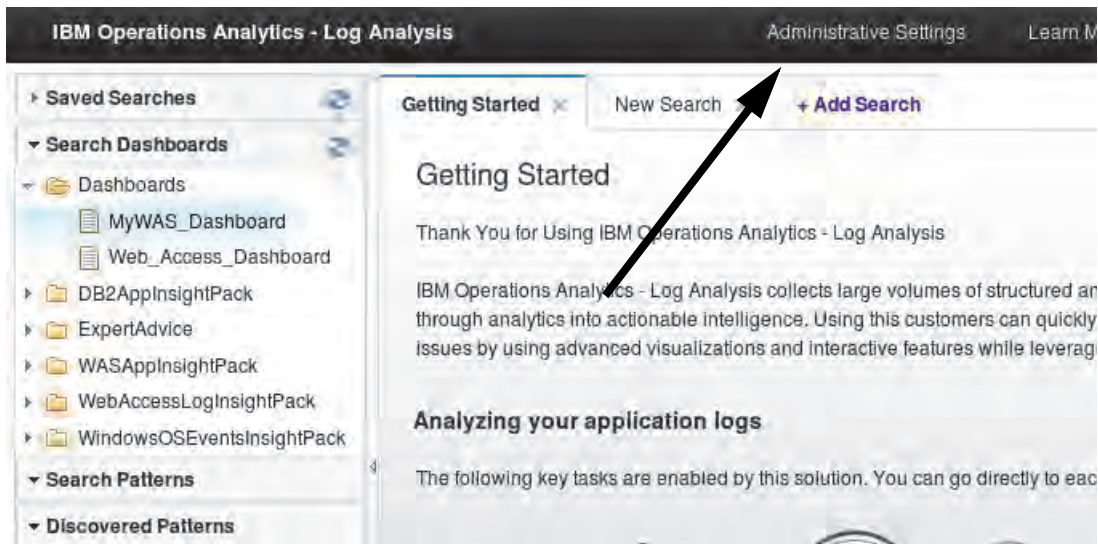 IBM Operations Analytics - Log Analysis
Administrative Settings
Learn M
Saved Searches
Search Dashboards
Dashboards
MyWAS_Dashboard
Web_Access_Dashboard
DB2AppInsightPack
ExpertAdvice
WASAppInsightPack
WebAccessLogInsightPack
WindowsOSEventsInsightPack
Search Patterns
Discovered Patterns
Getting Started
New Search
+ Add Search
Getting Started
Thank You for Using IBM Operations Analytics - Log Analysis
IBM Operations Analytics - Log Analysis collects large volumes of structured an
through analytics into actionable intelligence. Using this customers can quickly
issues by using advanced visualizations and interactive features while leverag
Analyzing your application logs
The following key tasks are enabled by this solution. You can go directly to eac